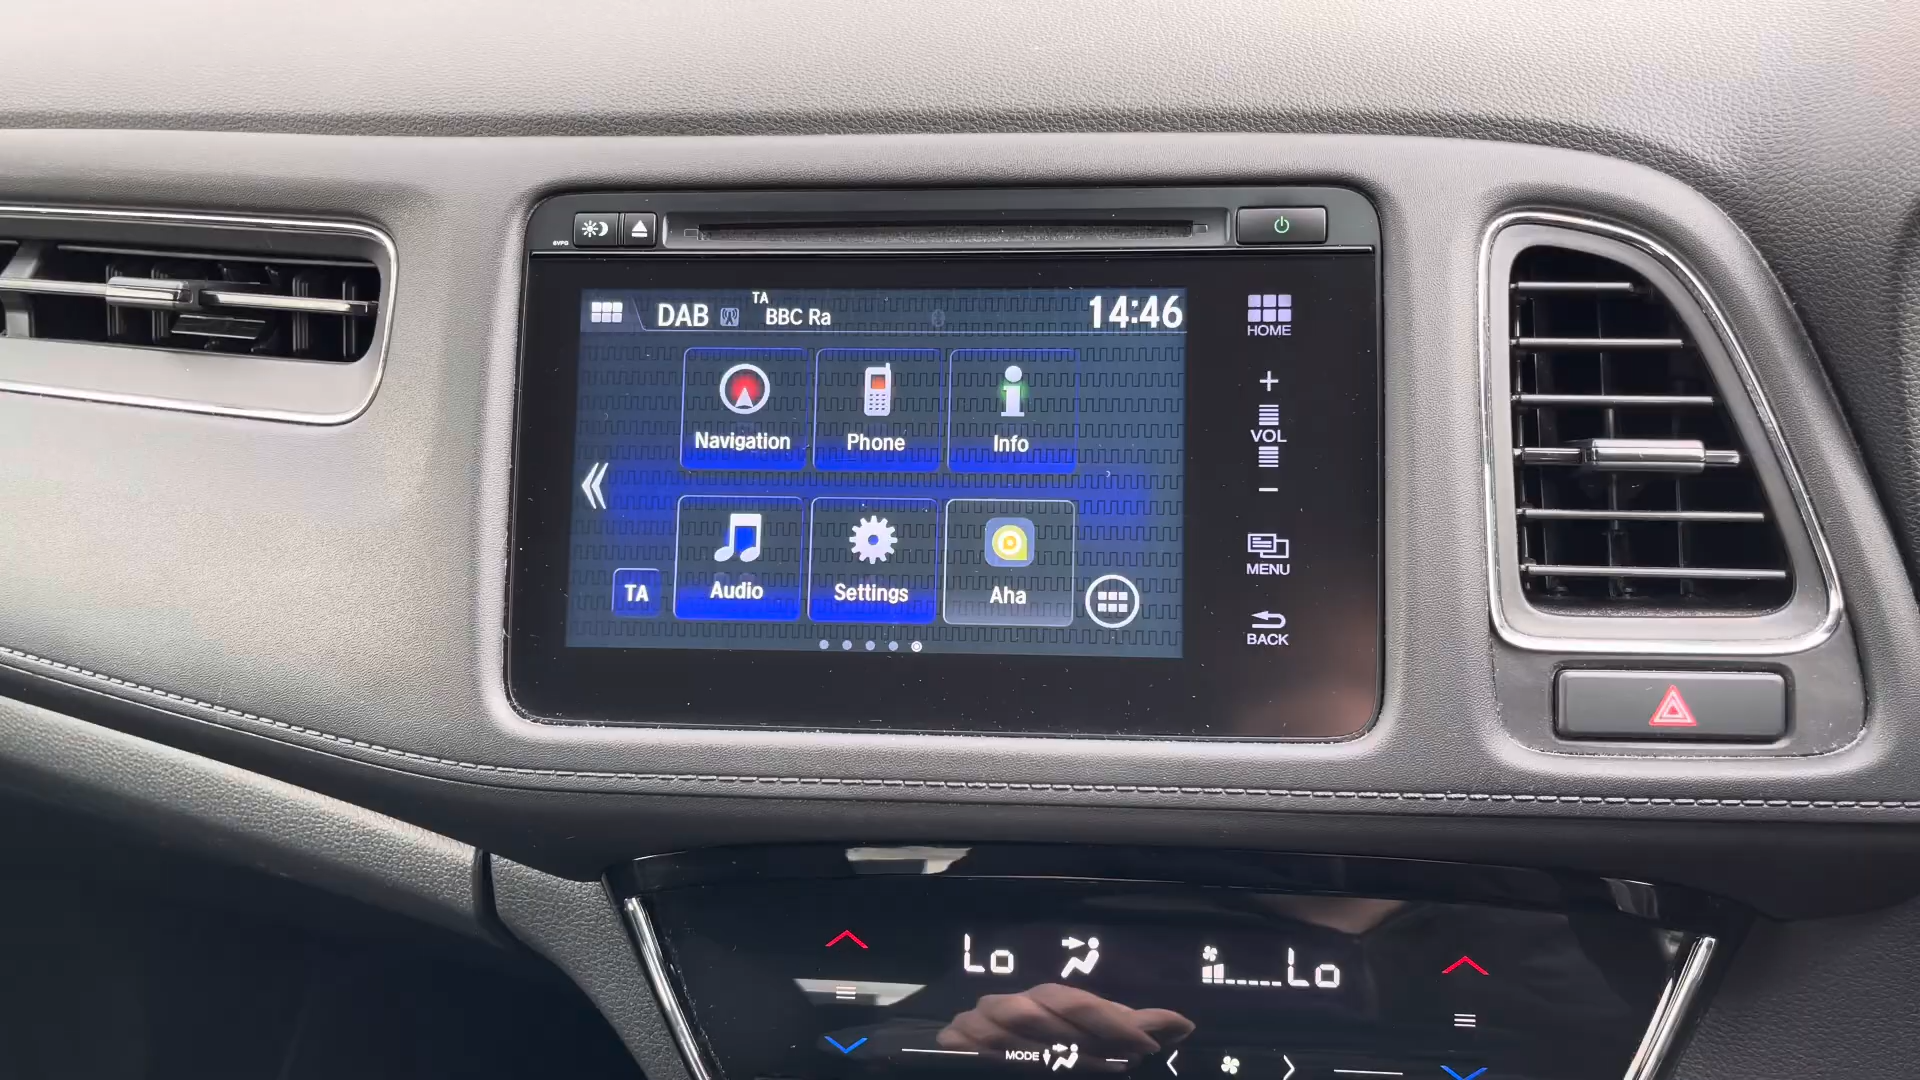 6VPG
DAB TA BBC Ra 14:46
HOME
Navigation Phone Info
VOL
TA Audio Settings Aha
MENU
BACK
Lo Lo
MODE